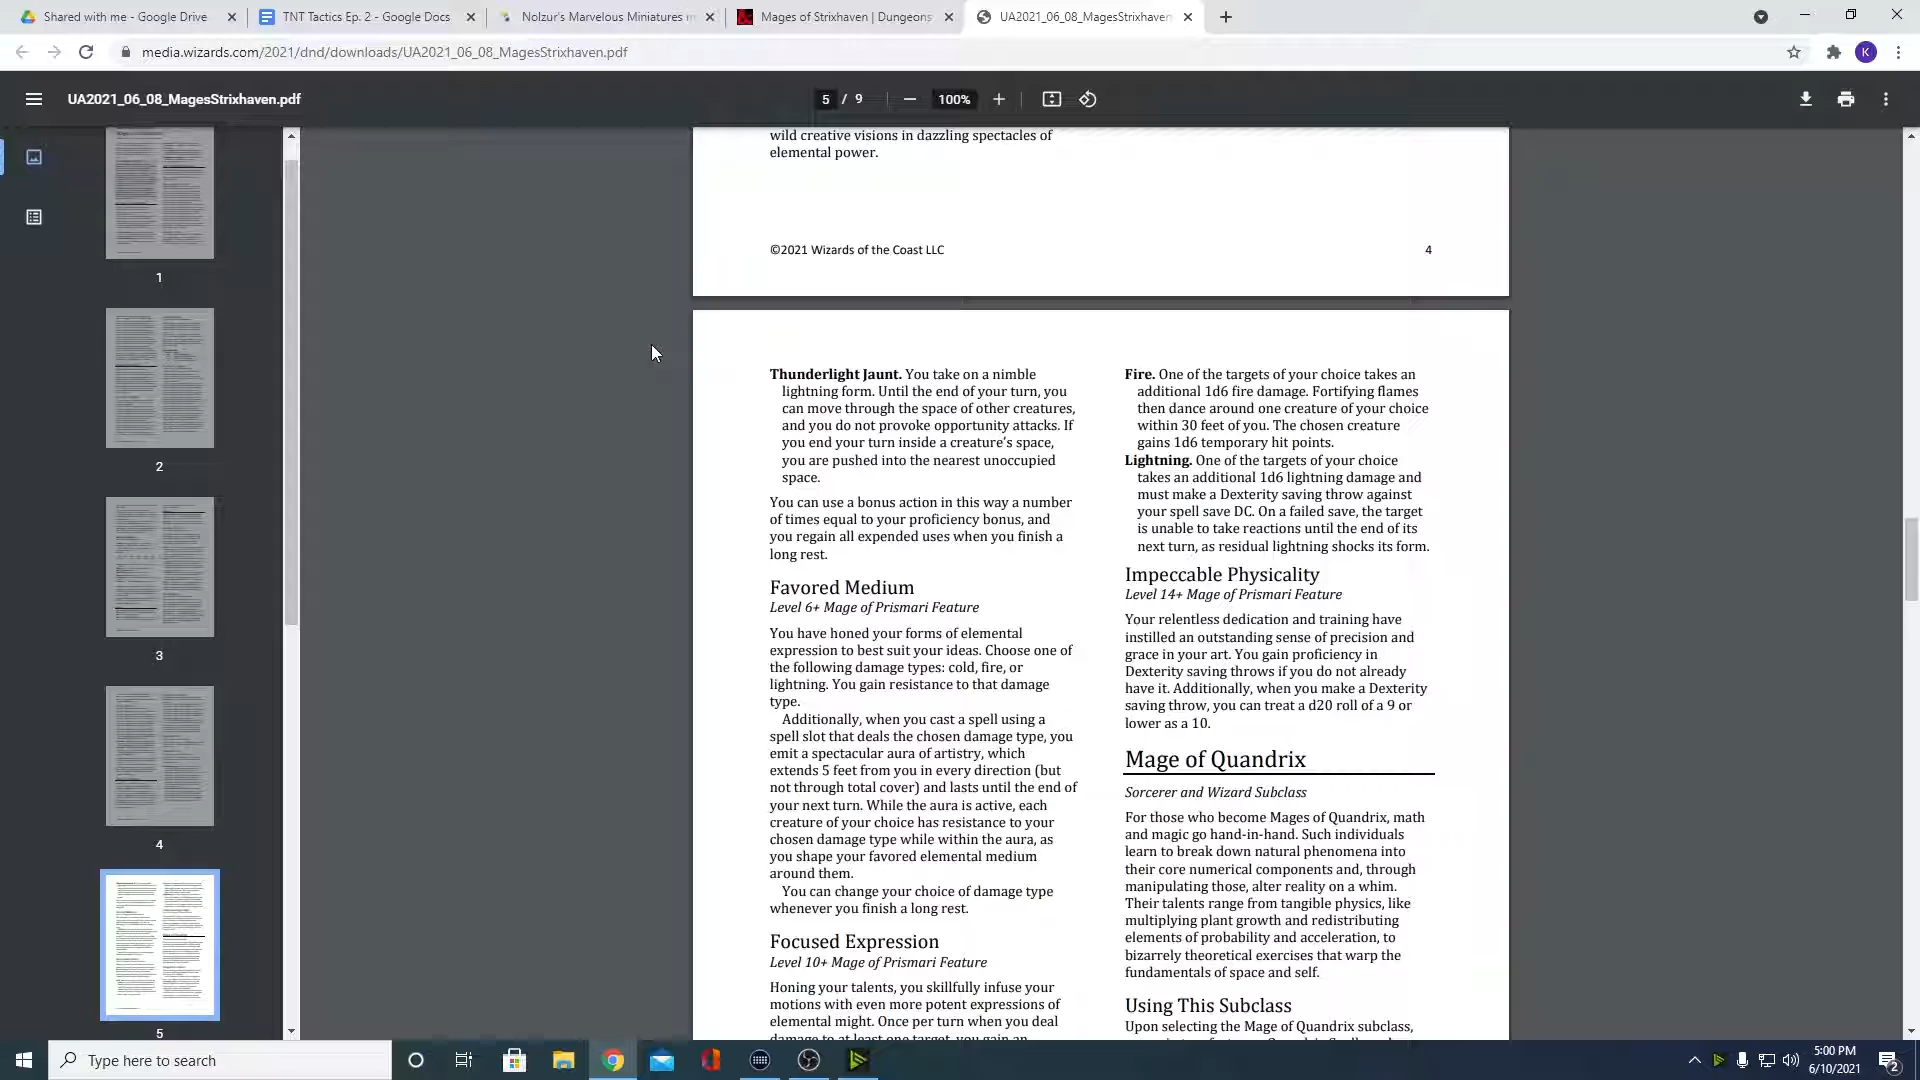 Shared with me - Google Drive
TNT Tactics Ep. 2 - Google Docs
Nolzur's Marvelous Miniatures
Mages of Strixhaven | Dungeons
UA2021_06_08_MagesStrixhaven
media.wizards.com/2021/dnd/downloads/UA2021_06_08_MagesStrixhaven.pdf
K
UA2021_06_08_MagesStrixhaven.pdf
5 / 9
100%
1
2
3
4
5
wild creative visions in dazzling spectacles of
elemental power.
©2021 Wizards of the Coast LLC
4
Thunderlight Jaunt. You take on a nimble
lightning form. Until the end of your turn, you
can move through the space of other creatures,
and you do not provoke opportunity attacks. If
you end your turn inside a creature's space,
you are pushed into the nearest unoccupied
space.
You can use a bonus action in this way a number
of times equal to your proficiency bonus, and
you regain all expended uses when you finish a
long rest.
Favored Medium
Level 6+ Mage of Prismari Feature
You have honed your forms of elemental
expression to best suit your ideas. Choose one of
the following damage types: cold, fire, or
lightning. You gain resistance to that damage
type.
Additionally, when you cast a spell using a
spell slot that deals the chosen damage type, you
emit a spectacular aura of artistry, which
extends 5 feet from you in every direction (but
not through total cover) and lasts until the end of
your next turn. While the aura is active, each
creature of your choice has resistance to your
chosen damage type while within the aura, as
you shape your favored elemental medium
around them.
You can change your choice of damage type
whenever you finish a long rest.
Focused Expression
Level 10+ Mage of Prismari Feature
Honing your talents, you skillfully infuse your
motions with even more potent expressions of
elemental might. Once per turn when you deal
damage to at least one target, you gain an
Fire. One of the targets of your choice takes an
additional 1d6 fire damage. Fortifying flames
then dance around one creature of your choice
within 30 feet of you. The chosen creature
gains 1d6 temporary hit points.
Lightning. One of the targets of your choice
takes an additional 1d6 lightning damage and
must make a Dexterity saving throw against
your spell save DC. On a failed save, the target
is unable to take reactions until the end of its
next turn, as residual lightning shocks its form.
Impeccable Physicality
Level 14+ Mage of Prismari Feature
Your relentless dedication and training have
instilled an outstanding sense of precision and
grace in your art. You gain proficiency in
Dexterity saving throws if you do not already
have it. Additionally, when you make a Dexterity
saving throw, you can treat a d20 roll of a 9 or
lower as a 10.
Mage of Quandrix
Sorcerer and Wizard Subclass
For those who become Mages of Quandrix, math
and magic go hand-in-hand. Such individuals
learn to break down natural phenomena into
their core numerical components and, through
manipulating those, alter reality on a whim.
Their talents range from tangible physics, like
multiplying plant growth and redistributing
elements of probability and acceleration, to
bizarrely theoretical exercises that warp the
fundamentals of space and self.
Using This Subclass
Upon selecting the Mage of Quandrix subclass,
Type here to search
5:00 PM
6/10/2021
2